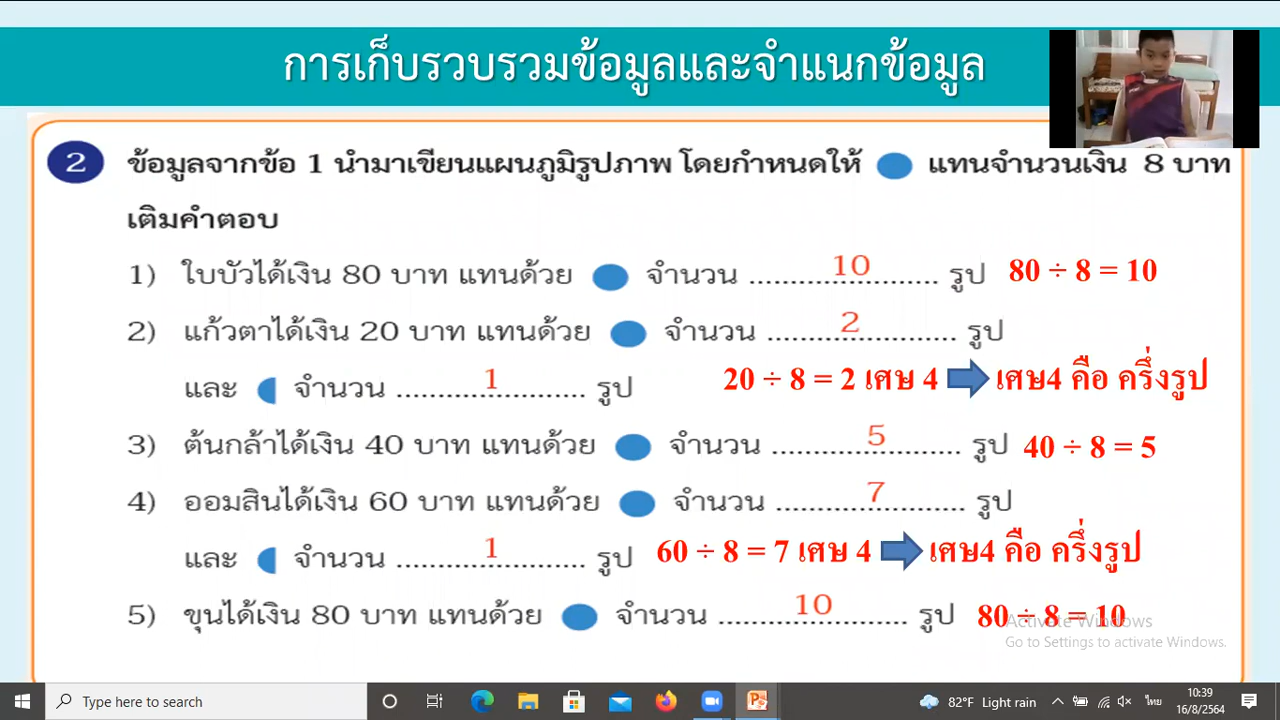 การเก็บรวบรวมข้อมูลและจำแนกข้อมูล
2 ข้อมูลจากข้อ 1 นำมาเขียนแผนภูมิรูปภาพ โดยกำหนดให้ แทนจำนวนเงิน 8 บาท
เติมคำตอบ
1) ใบบัวได้เงิน 80 บาท แทนด้วย จำนวน ......10...... รูป 80 ÷ 8 = 10
2) แก้วตาได้เงิน 20 บาท แทนด้วย จำนวน ......2...... รูป
และ จำนวน ......1...... รูป 20 ÷ 8 = 2 เศษ 4 เศษ4 คือ ครึ่งรูป
3) ต้นกล้าได้เงิน 40 บาท แทนด้วย จำนวน ......5...... รูป 40 ÷ 8 = 5
4) ออมสินได้เงิน 60 บาท แทนด้วย จำนวน ......7...... รูป
และ จำนวน ......1...... รูป 60 ÷ 8 = 7 เศษ 4 เศษ4 คือ ครึ่งรูป
5) ขุนได้เงิน 80 บาท แทนด้วย จำนวน ......10...... รูป 80 ÷ 8 = 10
Activate Windows
Go to Settings to activate Windows.
Type here to search 82°F Light rain ไทย 10:39
16/8/2564